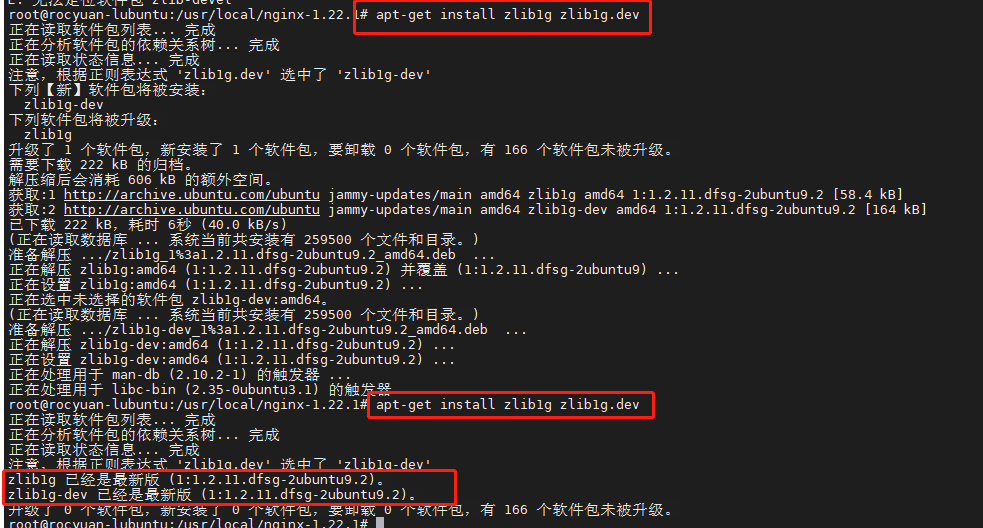 E: 无法定位软件包 zlib-devel
root@rocyuan-lubuntu:/usr/local/nginx-1.22.1# apt-get install zlib1g zlib1g.dev
正在读取软件包列表... 完成
正在分析软件包的依赖关系树... 完成
正在读取状态信息... 完成
注意，根据正则表达式 'zlib1g.dev' 选中了 'zlib1g-dev'
下列【新】软件包将被安装：
zlib1g-dev
下列软件包将被升级：
zlib1g
升级了 1 个软件包，新安装了 1 个软件包，要卸载 0 个软件包，有 166 个软件包未被升级。
需要下载 222 kB 的归档。
解压缩后会消耗 606 kB 的额外空间。
获取:1 http://archive.ubuntu.com/ubuntu jammy-updates/main amd64 zlib1g amd64 1:1.2.11.dfsg-2ubuntu9.2 [58.4 kB]
获取:2 http://archive.ubuntu.com/ubuntu jammy-updates/main amd64 zlib1g-dev amd64 1:1.2.11.dfsg-2ubuntu9.2 [164 kB]
已下载 222 kB，耗时 6秒 (40.0 kB/s)
(正在读取数据库 ... 系统当前共安装有 259500 个文件和目录。)
准备解压 .../zlib1g_1%3a1.2.11.dfsg-2ubuntu9.2_amd64.deb ...
正在解压 zlib1g:amd64 (1:1.2.11.dfsg-2ubuntu9.2) 并覆盖 (1:1.2.11.dfsg-2ubuntu9) ...
正在设置 zlib1g:amd64 (1:1.2.11.dfsg-2ubuntu9.2) ...
正在选中未选择的软件包 zlib1g-dev:amd64。
(正在读取数据库 ... 系统当前共安装有 259500 个文件和目录。)
准备解压 .../zlib1g-dev_1%3a1.2.11.dfsg-2ubuntu9.2_amd64.deb ...
正在解压 zlib1g-dev:amd64 (1:1.2.11.dfsg-2ubuntu9.2) ...
正在设置 zlib1g-dev:amd64 (1:1.2.11.dfsg-2ubuntu9.2) ...
正在处理用于 man-db (2.10.2-1) 的触发器 ...
正在处理用于 libc-bin (2.35-0ubuntu3.1) 的触发器
root@rocyuan-lubuntu:/usr/local/nginx-1.22.1# apt-get install zlib1g zlib1g.dev
正在读取软件包列表... 完成
正在分析软件包的依赖关系树... 完成
正在读取状态信息... 完成
注意，根据正则表达式 'zlib1g.dev' 选中了 'zlib1g-dev'
zlib1g 已经是最新版 (1:1.2.11.dfsg-2ubuntu9.2)。
zlib1g-dev 已经是最新版 (1:1.2.11.dfsg-2ubuntu9.2)。
升级了 0 个软件包，新安装了 0 个软件包，要卸载 0 个软件包，有 166 个软件包未被升级。
root@rocyuan-lubuntu:/usr/local/nginx-1.22.1#